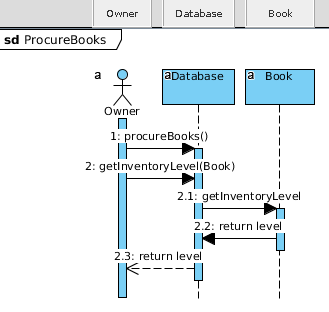 Owner Database Book
sd ProcureBooks
a a Database a Book
Owner
1: procureBooks()
2: getInventoryLevel(Book)
2.1: getInventoryLevel
2.2: return level
2.3: return level